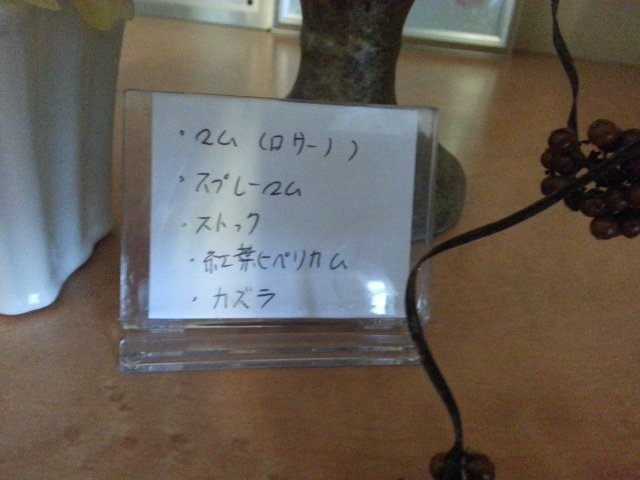 ・マム（ロサーノ）
・スプレーマム
・ストック
・紅葉ヒペリカム
・カズラ